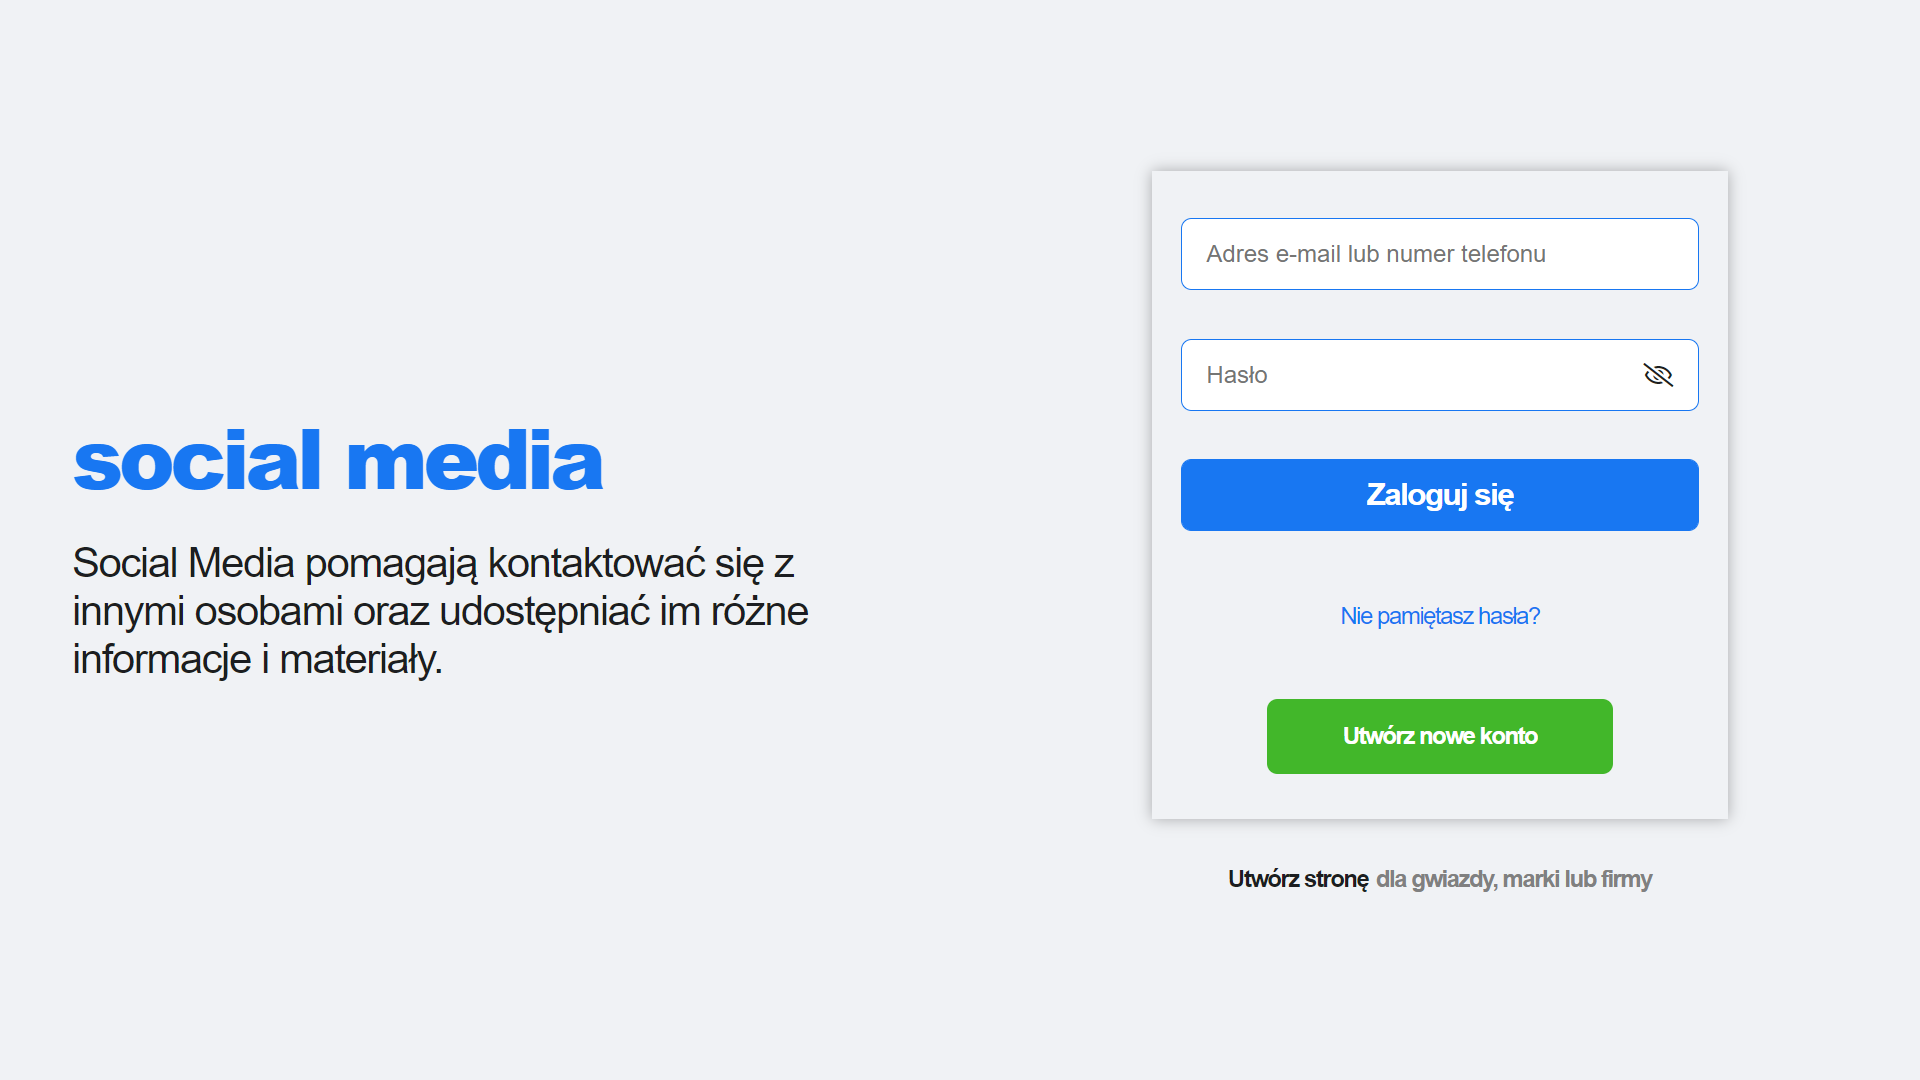 social media
Social Media pomagają kontaktować się z
innymi osobami oraz udostępniać im różne
informacje i materiały.
Adres e-mail lub numer telefonu
Hasło
Zaloguj się
Nie pamiętasz hasła?
Utwórz nowe konto
Utwórz stronę dla gwiazdy, marki lub firmy